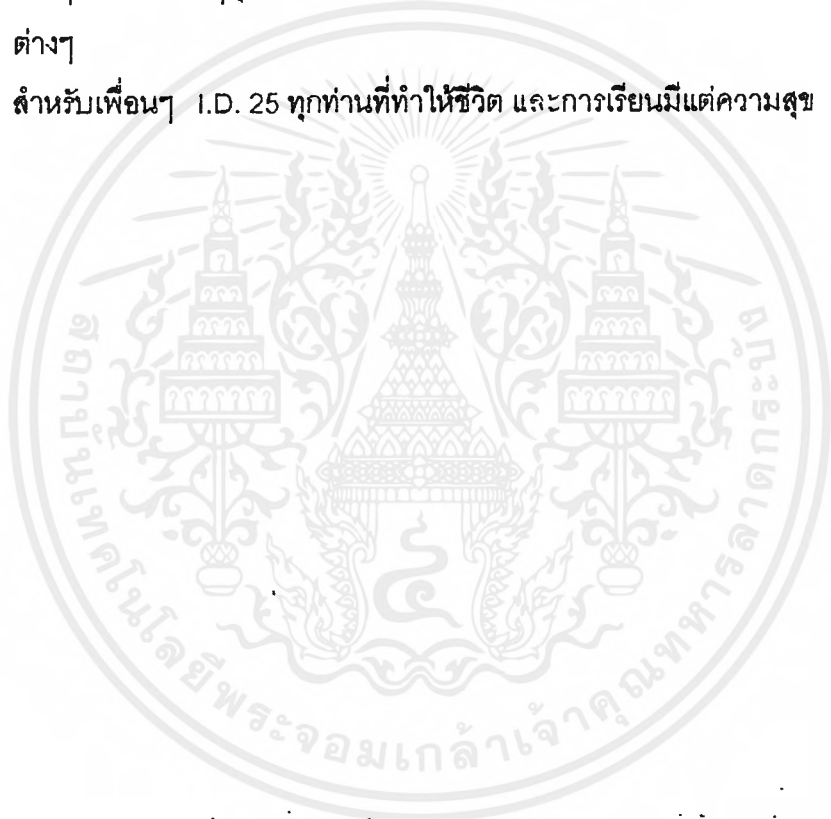 ต่างๆ
สำหรับเพื่อนๆ I.D. 25 ทุกท่านที่ทำให้ชีวิต และการเรียนมีแต่ความสุข
สถาบันเทคโนโลยีพระจอมเกล้าเจ้าคุณทหารลาดกระบัง